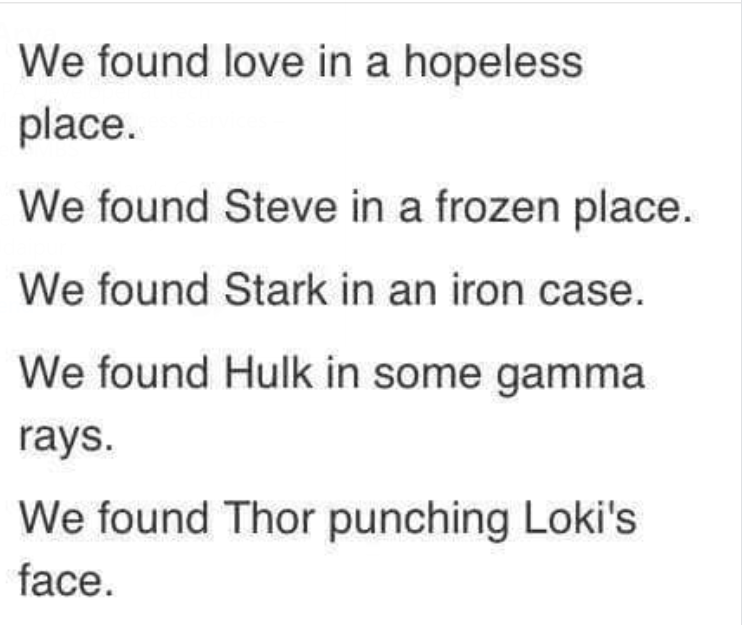 We found love in a hopeless
place.
We found Steve in a frozen place.
We found Stark in an iron case.
We found Hulk in some gamma
rays.
We found Thor punching Loki's
face.